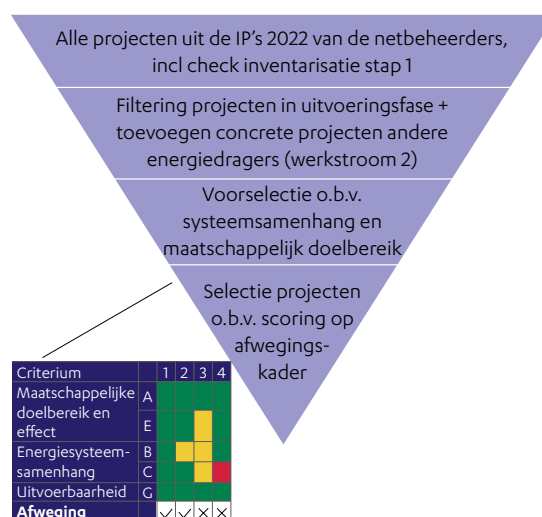 Alle projecten uit de IP's 2022 van de netbeheerders,
incl check inventarisatie stap 1
Filtering projecten in uitvoeringsfase +
toevoegen concrete projecten andere
energiedragers (werkstroom 2)
Voorselectie o.b.v.
systeemsamenhang en
maatschappelijk doelbereik
Selectie projecten
o.b.v. scoring op
afwegings-
kader
Criterium 1 2 3 4
Maatschappelijke A
doelbereik en
effect E
Energiesysteem- B
samenhang C
Uitvoerbaarheid G
Afweging ✓ ✓ × ×